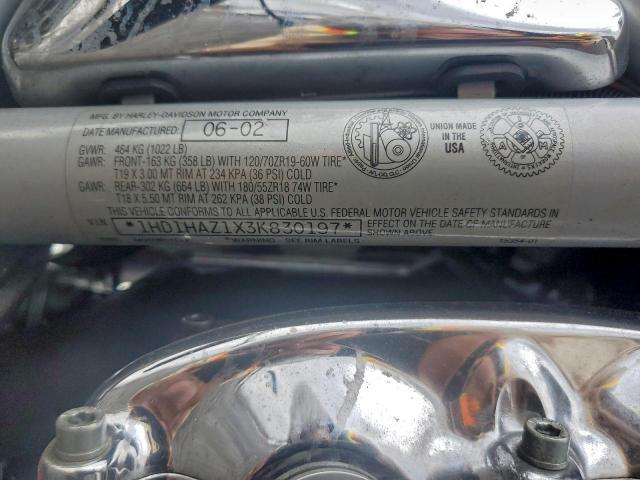 MFG. BY HARLEY-DAVIDSON MOTOR COMPANY
DATE MANUFACTURED: 06-02
GVWR: 464 KG (1022 LB)
GAWR: FRONT-163 KG (358 LB) WITH 120/70ZR19-60W TIRE*
T19 X 3.00 MT RIM AT 234 KPA (36 PSI) COLD
GAWR: REAR-302 KG (664 LB) WITH 180/55ZR18 74W TIRE*
T18 X 5.50 MT RIM AT 262 KPA (38 PSI) COLD
THIS VEHICLE CONFORMS TO ALL APPLICABLE U.S. FEDERAL MOTOR VEHICLE SAFETY STANDARDS IN
EFFECT ON THE DATE OF MANUFACTURE
SHOWN ABOVE.
VIN *1HD1HAZ1X3K830197*
*WARNING - SEE RIM LABELS
UNION MADE
IN THE
USA